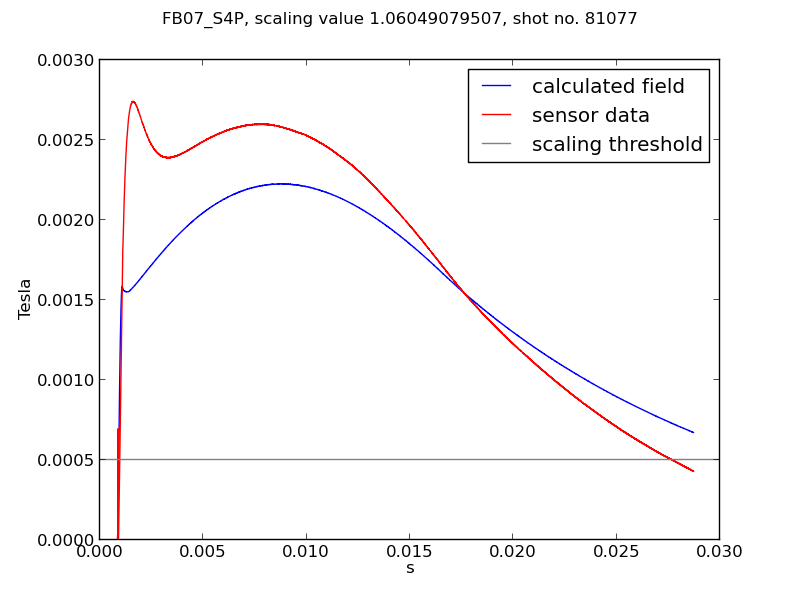 FB07_S4P, scaling value 1.06049079507, shot no. 81077
calculated field
sensor data
scaling threshold
Tesla
0.0030
0.0025
0.0020
0.0015
0.0010
0.0005
0.0000
0.000 0.005 0.010 0.015 0.020 0.025 0.030
s